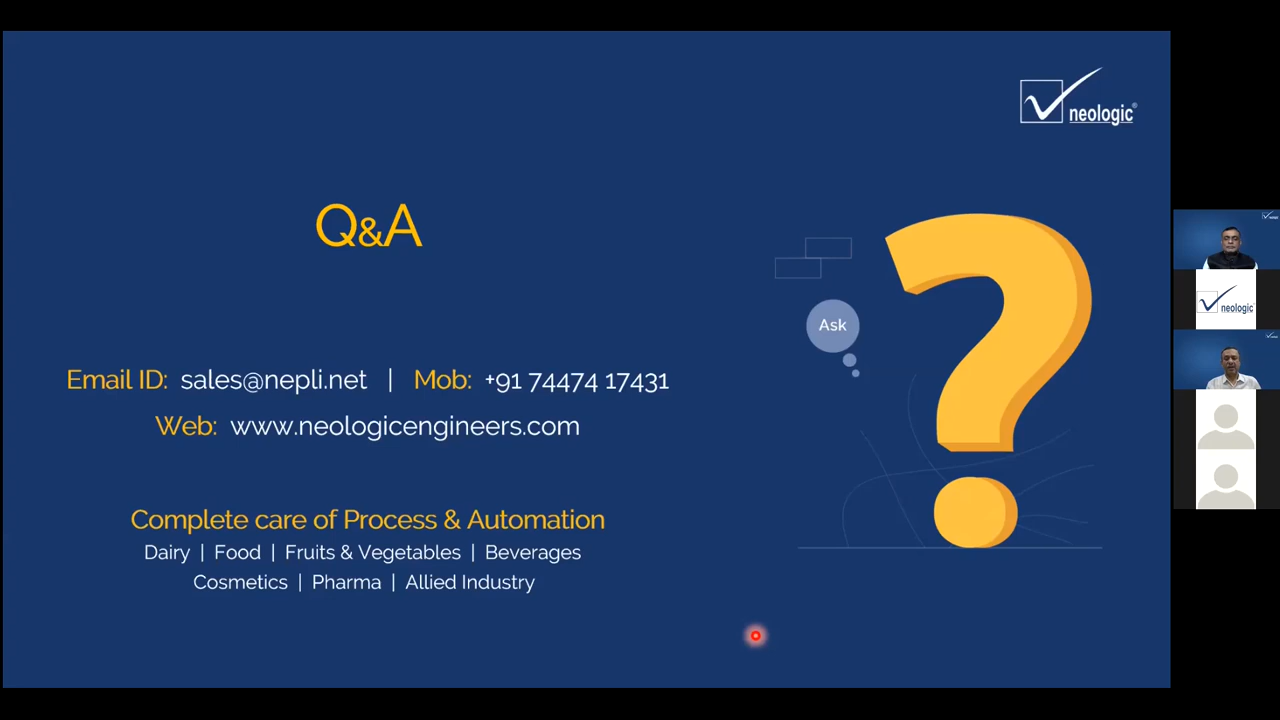 neologic®
Q&A
Ask
Email ID: sales@nepli.net | Mob: +91 74474 17431
Web: www.neologicengineers.com
Complete care of Process & Automation
Dairy | Food | Fruits & Vegetables | Beverages
Cosmetics | Pharma | Allied Industry
neologic